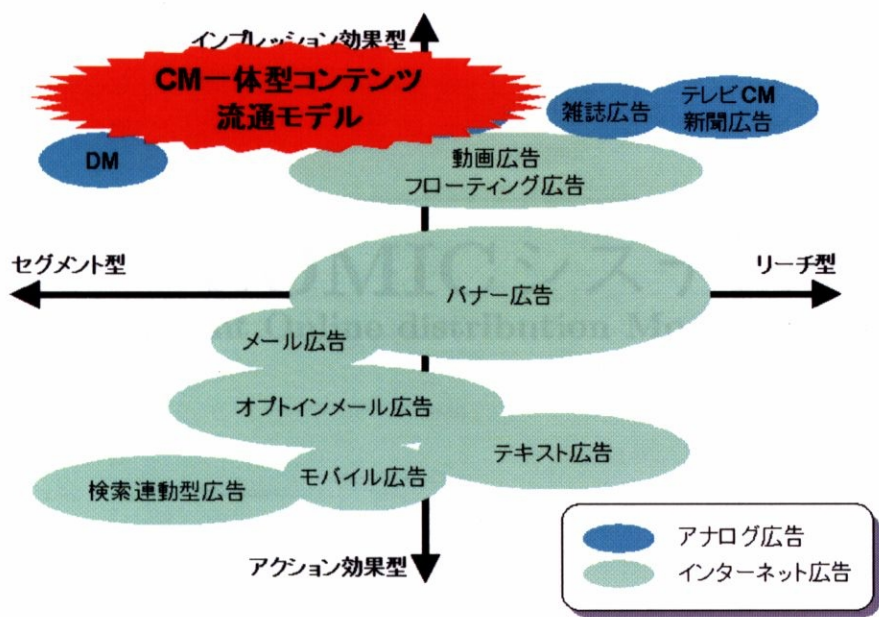 インプレッション効果型
CM一体型コンテンツ
流通モデル
雑誌広告
テレビCM
新聞広告
DM
動画広告
フローティング広告
セグメント型
リーチ型
バナー広告
メール広告
オプトインメール広告
テキスト広告
検索連動型広告
モバイル広告
アクション効果型
アナログ広告
インターネット広告